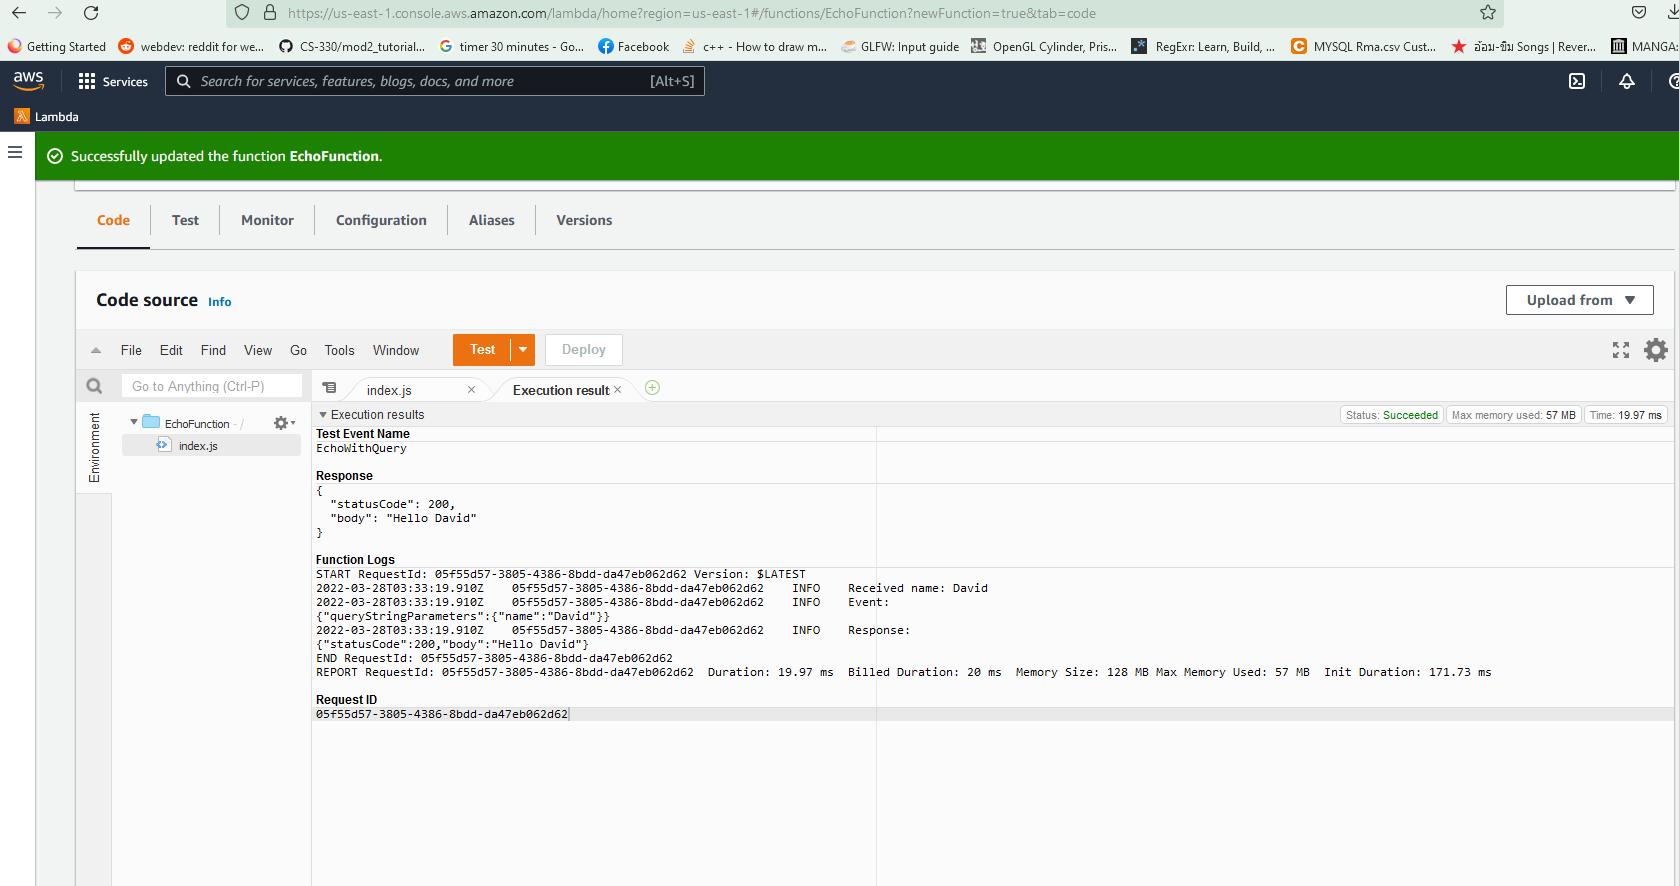 https://us-east-1.console.aws.amazon.com/lambda/home?region=us-east-1#/functions/EchoFunction?newFunction=true&tab=code
Getting Started webdev: reddit for we... CS-330/mod2_tutorial... timer 30 minutes - Go... Facebook c++ - How to draw m... GLFW: Input guide OpenGL Cylinder, Pris... RegExr: Learn, Build, ... MYSQL Rma.csv Cust... อ้อม-ขิม Songs | Rever... MANGA:
aws Services Search for services, features, blogs, docs, and more [Alt+S]
Lambda
Successfully updated the function EchoFunction.
Code Test Monitor Configuration Aliases Versions
Code source Info Upload from
File Edit Find View Go Tools Window Test Deploy
Go to Anything (Ctrl-P) index.js Execution result
Environment
EchoFunction - /
index.js
Execution results Status: Succeeded Max memory used: 57 MB Time: 19.97 ms
Test Event Name
EchoWithQuery
Response
{
"statusCode": 200,
"body": "Hello David"
}
Function Logs
START RequestId: 05f55d57-3805-4386-8bdd-da47eb062d62 Version: $LATEST
2022-03-28T03:33:19.910Z 05f55d57-3805-4386-8bdd-da47eb062d62 INFO Received name: David
2022-03-28T03:33:19.910Z 05f55d57-3805-4386-8bdd-da47eb062d62 INFO Event:
{"queryStringParameters":{"name":"David"}}
2022-03-28T03:33:19.910Z 05f55d57-3805-4386-8bdd-da47eb062d62 INFO Response:
{"statusCode":200,"body":"Hello David"}
END RequestId: 05f55d57-3805-4386-8bdd-da47eb062d62
REPORT RequestId: 05f55d57-3805-4386-8bdd-da47eb062d62 Duration: 19.97 ms Billed Duration: 20 ms Memory Size: 128 MB Max Memory Used: 57 MB Init Duration: 171.73 ms
Request ID
05f55d57-3805-4386-8bdd-da47eb062d62